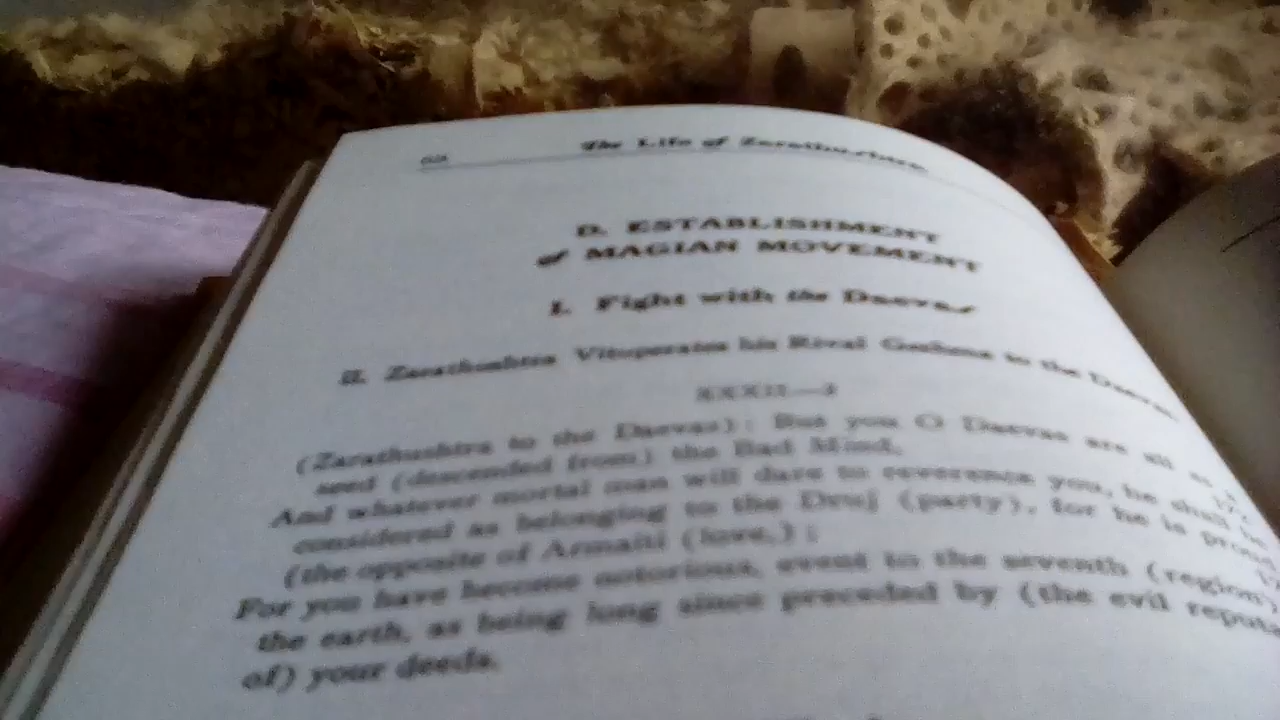 The Life of Zarathushtra
D. ESTABLISHMENT
of MAGIAN MOVEMENT
I. Fight with the Daevas
II. Zarathushtra Vituperates his Rival Geshma to the Daevas
XXXII—3
(Zarathushtra to the Daevas): But you O Daevas are all
seed (descended from) the Bad Mind,
And whatever mortal man will dare to reverence you, he shall be
considered as belonging to the Druj (party), for he is proud
(the opposite of Armaiti (love,) ;
For you have become notorious, event to the seventh (region)
the earth, as being long since preceded by (the evil
of) your deeds.